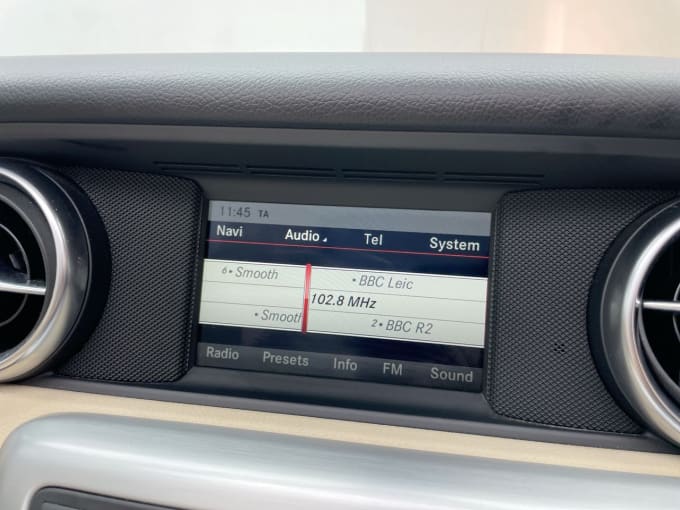 11:45 TA
Navi Audio Tel System
6• Smooth • BBC Leic
102.8 MHz
• Smooth 2• BBC R2
Radio Presets Info FM Sound